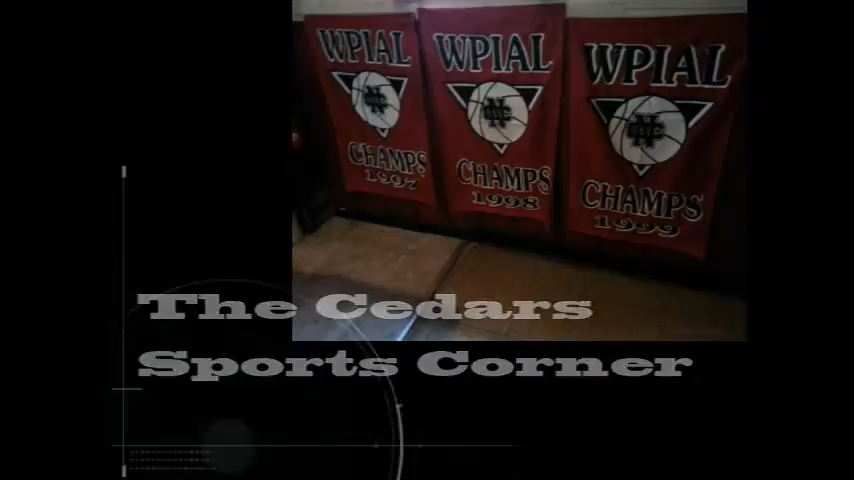 WPIAL
CHAMPS
1997
WPIAL
CHAMPS
1998
WPIAL
CHAMPS
1999
The Cedars
Sports Corner